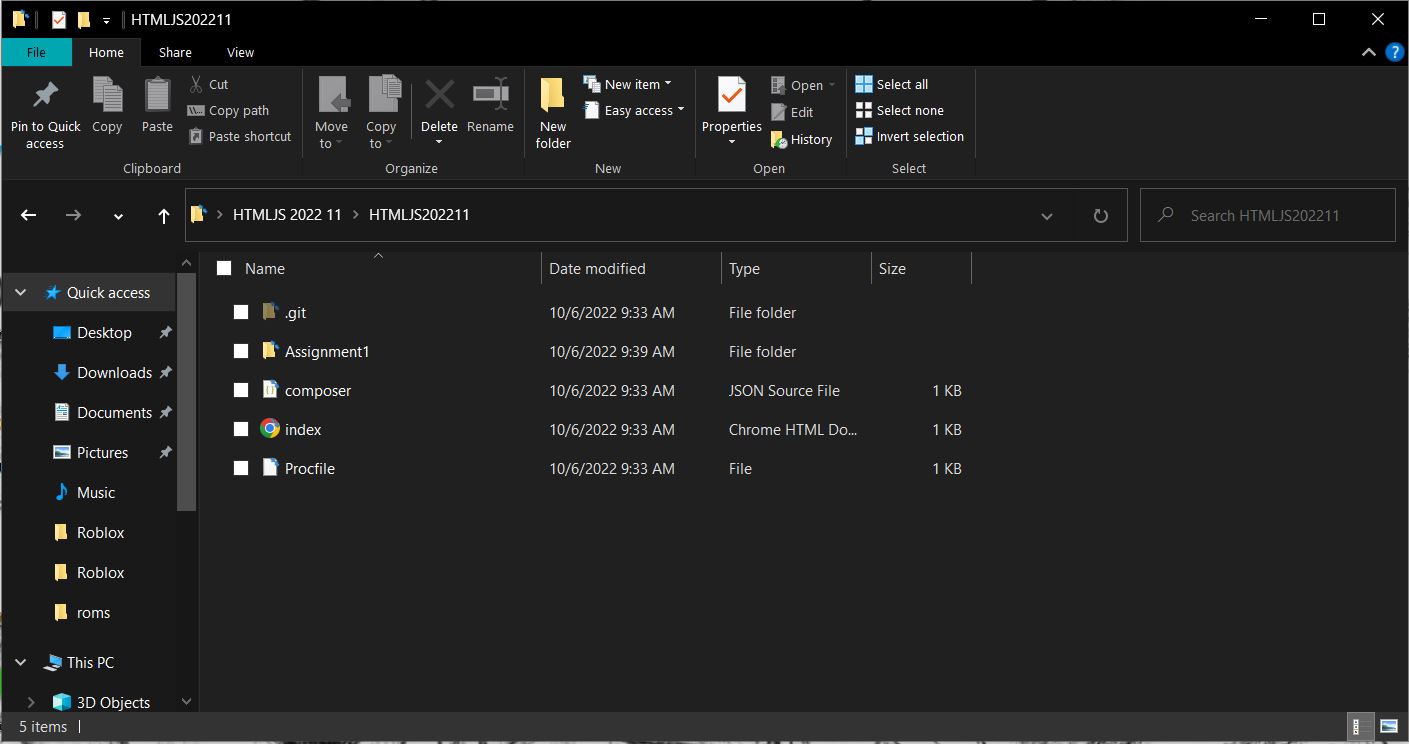 HTMLJS202211
File Home Share View
Pin to Quick access
Copy
Paste
Cut
Copy path
Paste shortcut
Clipboard
Move to
Copy to
Delete
Rename
Organize
New folder
New item
Easy access
New
Properties
Open
Edit
History
Open
Select all
Select none
Invert selection
Select
HTMLJS 2022 11 > HTMLJS202211
Search HTMLJS202211
Quick access
Desktop
Downloads
Documents
Pictures
Music
Roblox
Roblox
roms
This PC
3D Objects
Name Date modified Type Size
.git 10/6/2022 9:33 AM File folder
Assignment1 10/6/2022 9:39 AM File folder
composer 10/6/2022 9:33 AM JSON Source File 1 KB
index 10/6/2022 9:33 AM Chrome HTML Do... 1 KB
Procfile 10/6/2022 9:33 AM File 1 KB
5 items